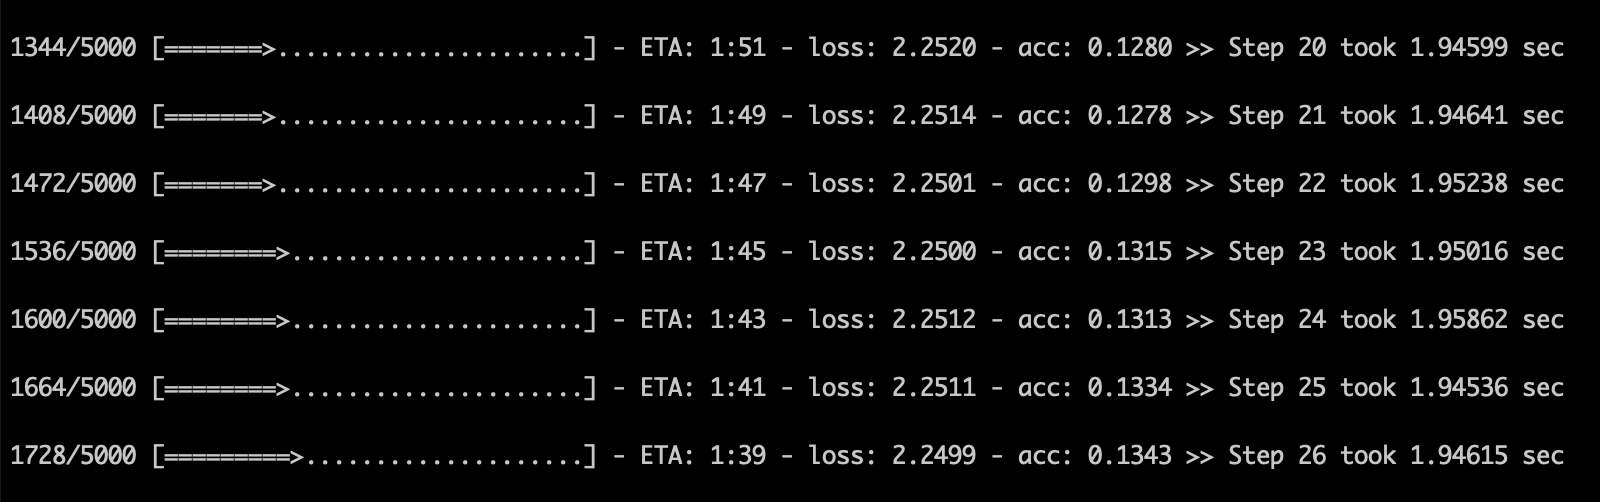 1344/5000 [=======>......................] - ETA: 1:51 - loss: 2.2520 - acc: 0.1280 >> Step 20 took 1.94599 sec
1408/5000 [=======>......................] - ETA: 1:49 - loss: 2.2514 - acc: 0.1278 >> Step 21 took 1.94641 sec
1472/5000 [=======>......................] - ETA: 1:47 - loss: 2.2501 - acc: 0.1298 >> Step 22 took 1.95238 sec
1536/5000 [========>.....................] - ETA: 1:45 - loss: 2.2500 - acc: 0.1315 >> Step 23 took 1.95016 sec
1600/5000 [========>.....................] - ETA: 1:43 - loss: 2.2512 - acc: 0.1313 >> Step 24 took 1.95862 sec
1664/5000 [========>.....................] - ETA: 1:41 - loss: 2.2511 - acc: 0.1334 >> Step 25 took 1.94536 sec
1728/5000 [=========>....................] - ETA: 1:39 - loss: 2.2499 - acc: 0.1343 >> Step 26 took 1.94615 sec